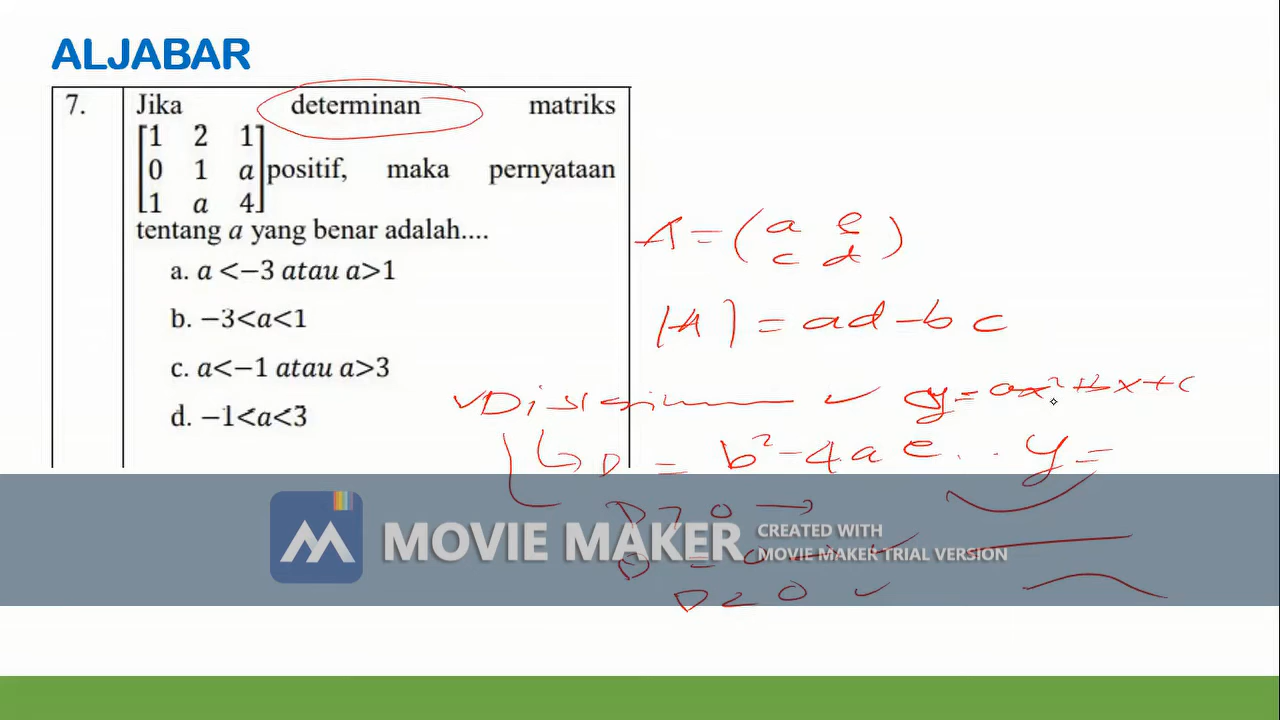 ALJABAR
7. Jika determinan matriks
[1 2 1]
[0 1 a] positif, maka pernyataan
[1 a 4]
tentang a yang benar adalah....
a. a <−3 atau a>1
b. −3<a<1
c. a<−1 atau a>3
d. −1<a<3
A = (a b
c d)
|A| = ad - bc
y = ax² + bx + c
D = b² - 4ac .. y =
D > 0 →
D = 0
D < 0
M MOVIE MAKER
CREATED WITH
MOVIE MAKER TRIAL VERSION